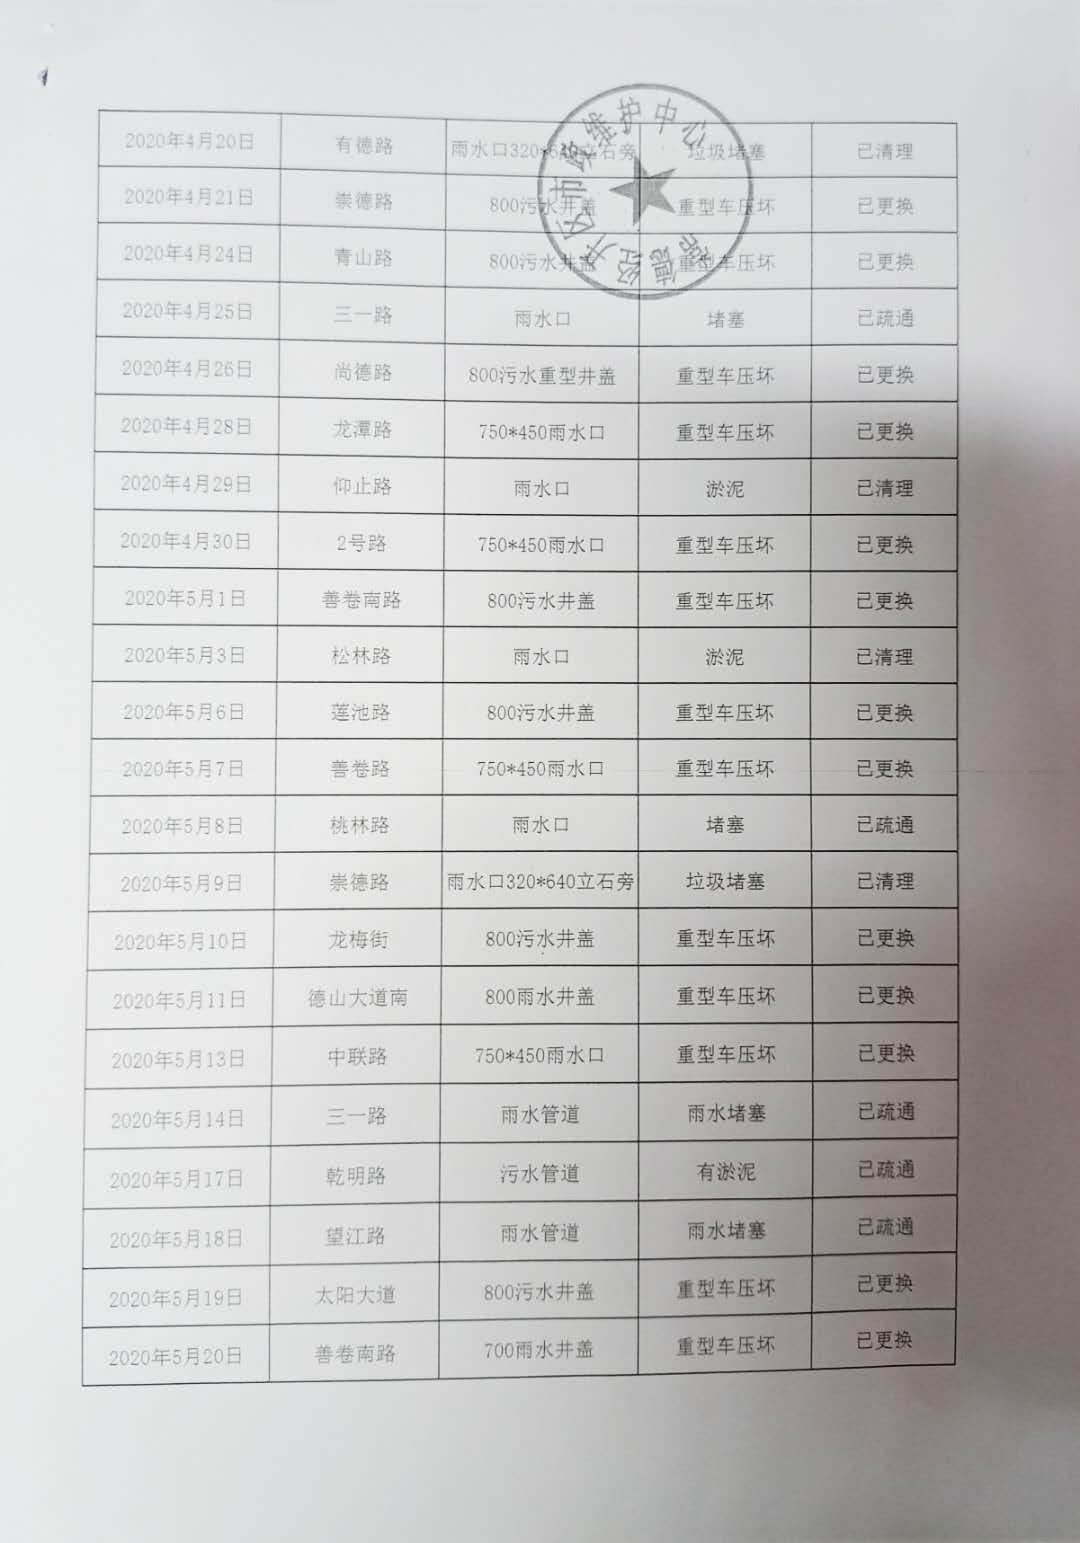 2020年4月20日 有德路 雨水口320*640立石旁 垃圾堵塞 已清理
2020年4月21日 崇德路 800污水井盖 重型车压坏 已更换
2020年4月24日 青山路 800污水井盖 重型车压坏 已更换
2020年4月25日 三一路 雨水口 堵塞 已疏通
2020年4月26日 尚德路 800污水重型井盖 重型车压坏 已更换
2020年4月28日 龙潭路 750*450雨水口 重型车压坏 已更换
2020年4月29日 仰止路 雨水口 淤泥 已清理
2020年4月30日 2号路 750*450雨水口 重型车压坏 已更换
2020年5月1日 善卷南路 800污水井盖 重型车压坏 已更换
2020年5月3日 松林路 雨水口 淤泥 已清理
2020年5月6日 莲池路 800污水井盖 重型车压坏 已更换
2020年5月7日 善卷路 750*450雨水口 重型车压坏 已更换
2020年5月8日 桃林路 雨水口 堵塞 已疏通
2020年5月9日 崇德路 雨水口320*640立石旁 垃圾堵塞 已清理
2020年5月10日 龙梅街 800污水井盖 重型车压坏 已更换
2020年5月11日 德山大道南 800雨水井盖 重型车压坏 已更换
2020年5月13日 中联路 750*450雨水口 重型车压坏 已更换
2020年5月14日 三一路 雨水管道 雨水堵塞 已疏通
2020年5月17日 乾明路 污水管道 有淤泥 已疏通
2020年5月18日 望江路 雨水管道 雨水堵塞 已疏通
2020年5月19日 太阳大道 800污水井盖 重型车压坏 已更换
2020年5月20日 善卷南路 700雨水井盖 重型车压坏 已更换
经开区市政维护中心